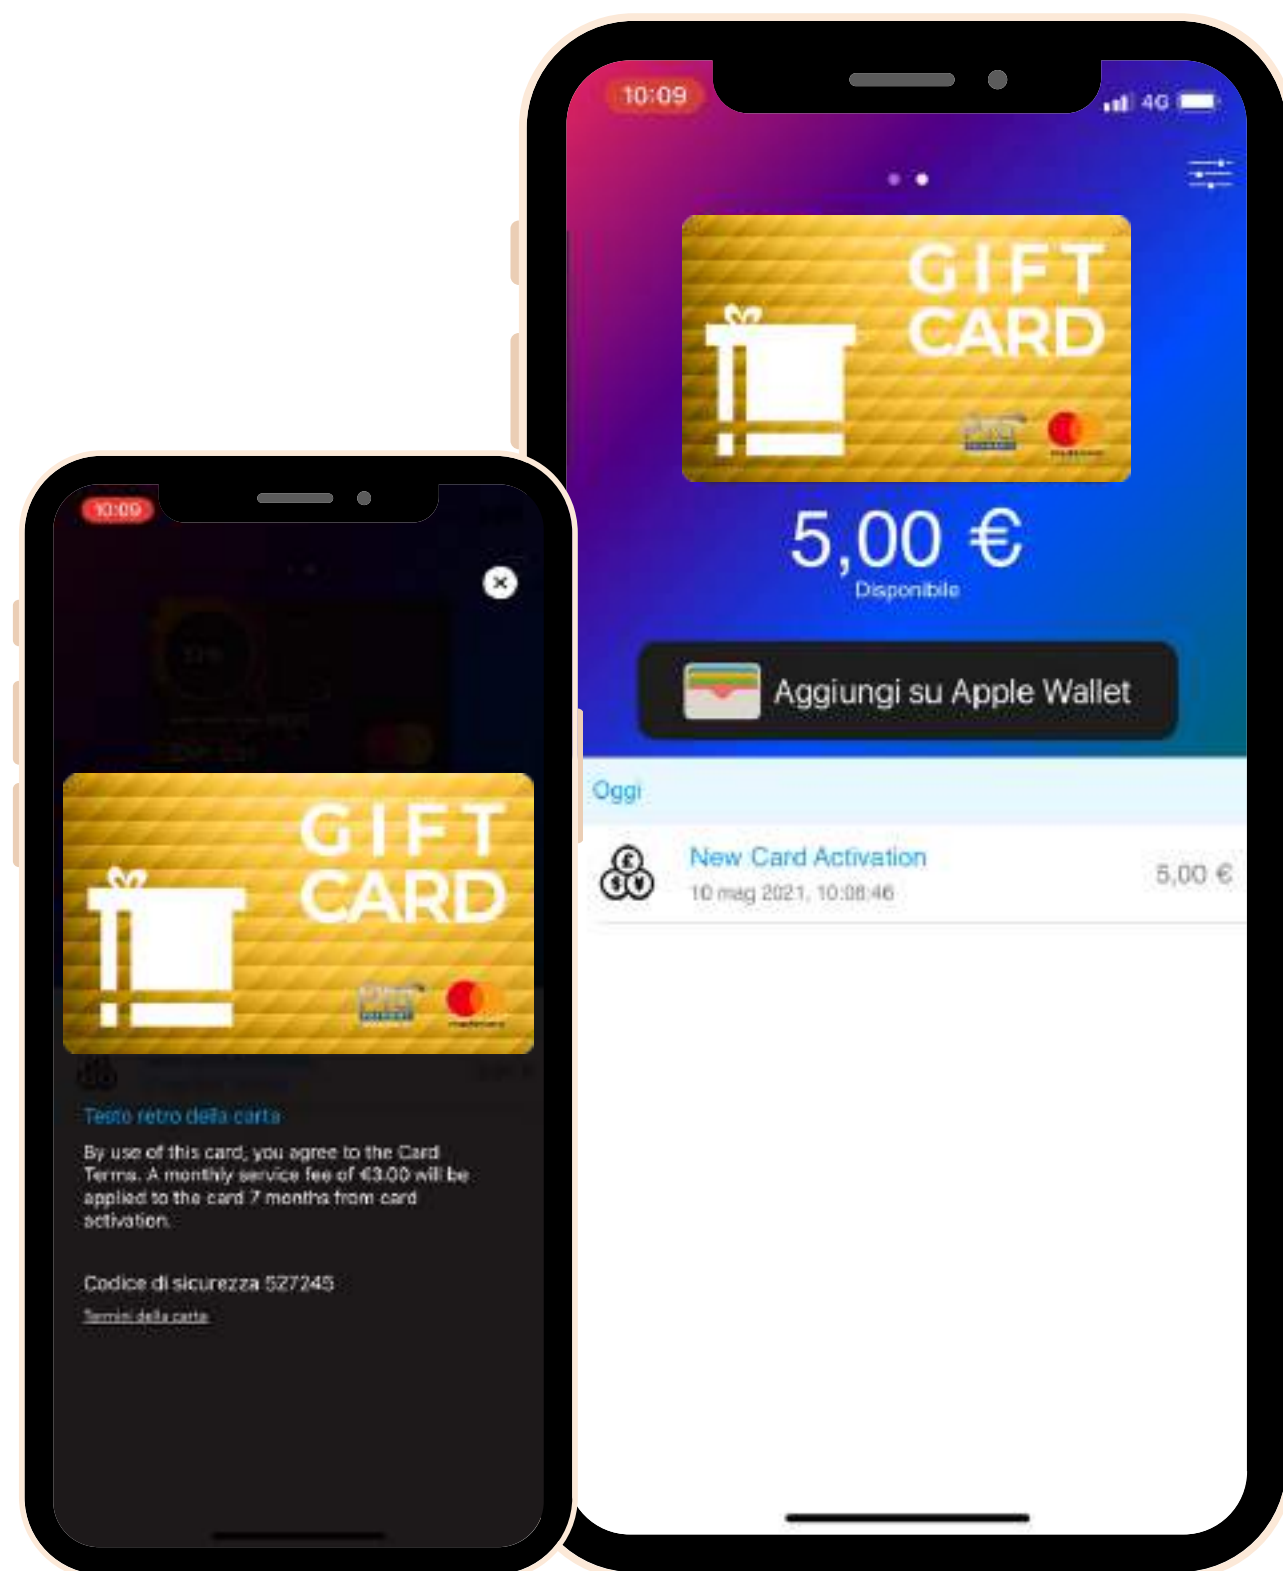 10:09
4G
GIFT
CARD
5,00 €
Disponibile
Aggiungi su Apple Wallet
Oggi
New Card Activation
10 mag 2021, 10:08:46
5,00 €
10:09
GIFT
CARD
Testo retro della carta
By use of this card, you agree to the Card
Terms. A monthly service fee of €3.00 will be
applied to the card 7 months from card
activation.
Codice di sicurezza 527245
Termini della carta